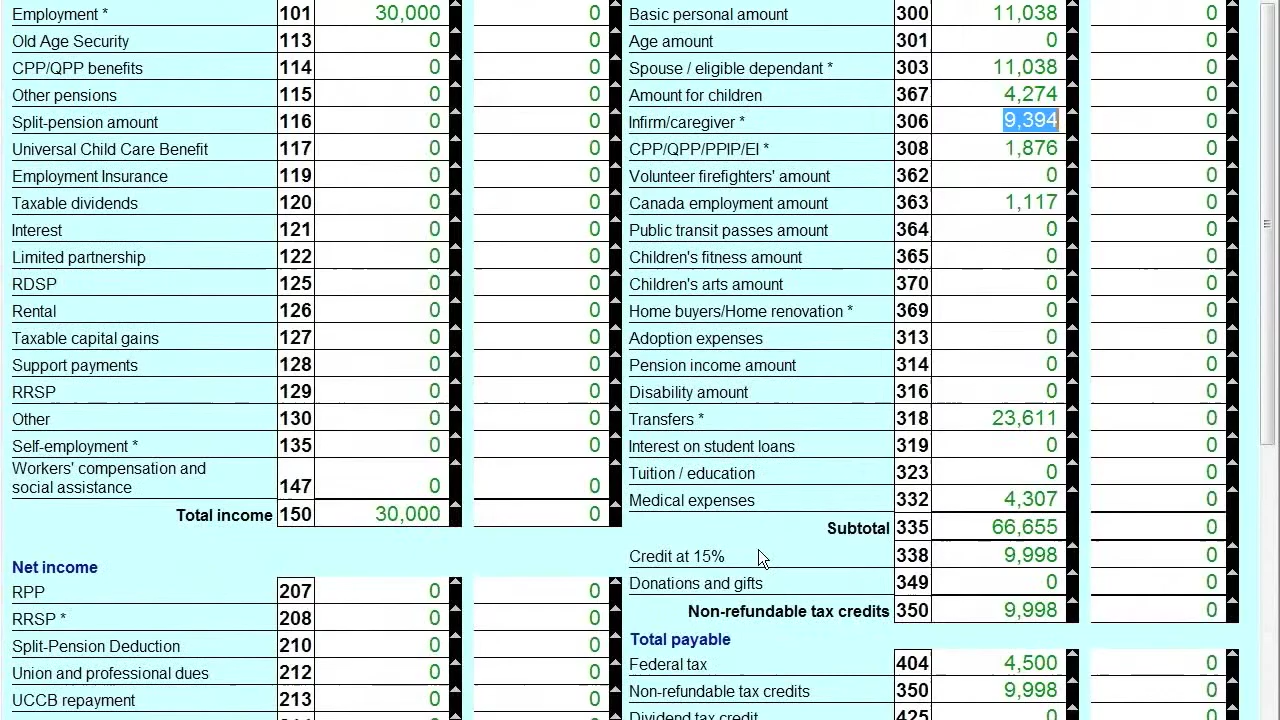 Employment * 101 30,000 0
Old Age Security 113 0 0
CPP/QPP benefits 114 0 0
Other pensions 115 0 0
Split-pension amount 116 0 0
Universal Child Care Benefit 117 0 0
Employment Insurance 119 0 0
Taxable dividends 120 0 0
Interest 121 0 0
Limited partnership 122 0 0
RDSP 125 0 0
Rental 126 0 0
Taxable capital gains 127 0 0
Support payments 128 0 0
RRSP 129 0 0
Other 130 0 0
Self-employment * 135 0 0
Workers' compensation and
social assistance 147 0 0
Total income 150 30,000 0
Net income
RPP 207 0 0
RRSP * 208 0 0
Split-Pension Deduction 210 0 0
Union and professional dues 212 0 0
UCCB repayment 213 0 0
Basic personal amount 300 11,038 0
Age amount 301 0 0
Spouse / eligible dependant * 303 11,038 0
Amount for children 367 4,274 0
Infirm/caregiver * 306 9,394 0
CPP/QPP/PPIP/EI * 308 1,876 0
Volunteer firefighters' amount 362 0 0
Canada employment amount 363 1,117 0
Public transit passes amount 364 0 0
Children's fitness amount 365 0 0
Children's arts amount 370 0 0
Home buyers/Home renovation * 369 0 0
Adoption expenses 313 0 0
Pension income amount 314 0 0
Disability amount 316 0 0
Transfers * 318 23,611 0
Interest on student loans 319 0 0
Tuition / education 323 0 0
Medical expenses 332 4,307 0
Subtotal 335 66,655 0
Credit at 15% 338 9,998 0
Donations and gifts 349 0 0
Non-refundable tax credits 350 9,998 0
Total payable
Federal tax 404 4,500 0
Non-refundable tax credits 350 9,998 0
Dividend tax credit 425 0 0